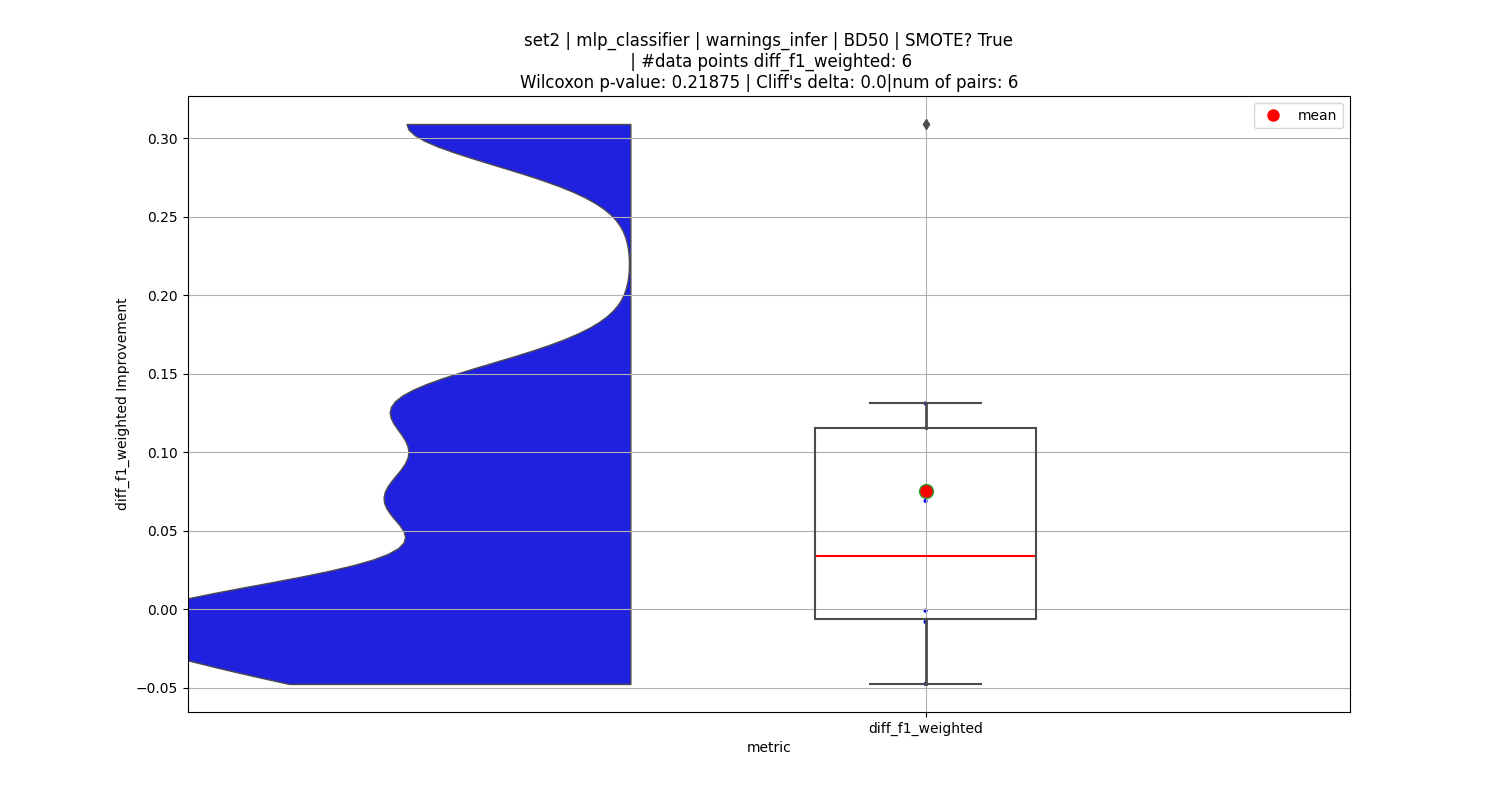 set2 | mlp_classifier | warnings_infer | BD50 | SMOTE? True
| #data points diff_f1_weighted: 6
Wilcoxon p-value: 0.21875 | Cliff's delta: 0.0|num of pairs: 6
mean
0.30
0.25
0.20
0.15
0.10
0.05
0.00
−0.05
diff_f1_weighted Improvement
diff_f1_weighted
metric